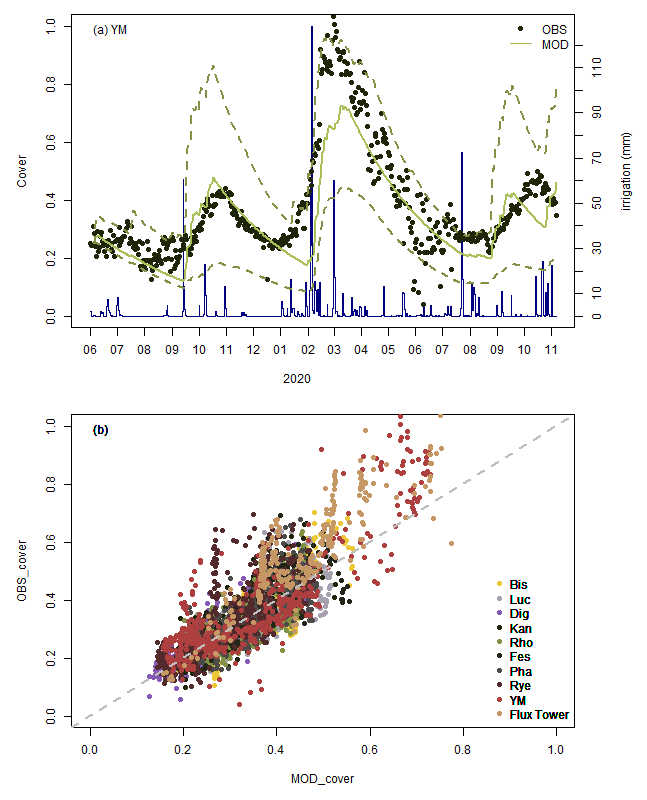 (a) YM
OBS
MOD
Cover
0.0 0.2 0.4 0.6 0.8 1.0
0 10 30 50 70 90 110
irrigation (mm)
06 07 08 09 10 11 12 01 02 03 04 05 06 07 08 09 10 11
2020
(b)
OBS_cover
0.0 0.2 0.4 0.6 0.8 1.0
Bis
Luc
Dig
Kan
Rho
Fes
Pha
Rye
YM
Flux Tower
0.0 0.2 0.4 0.6 0.8 1.0
MOD_cover